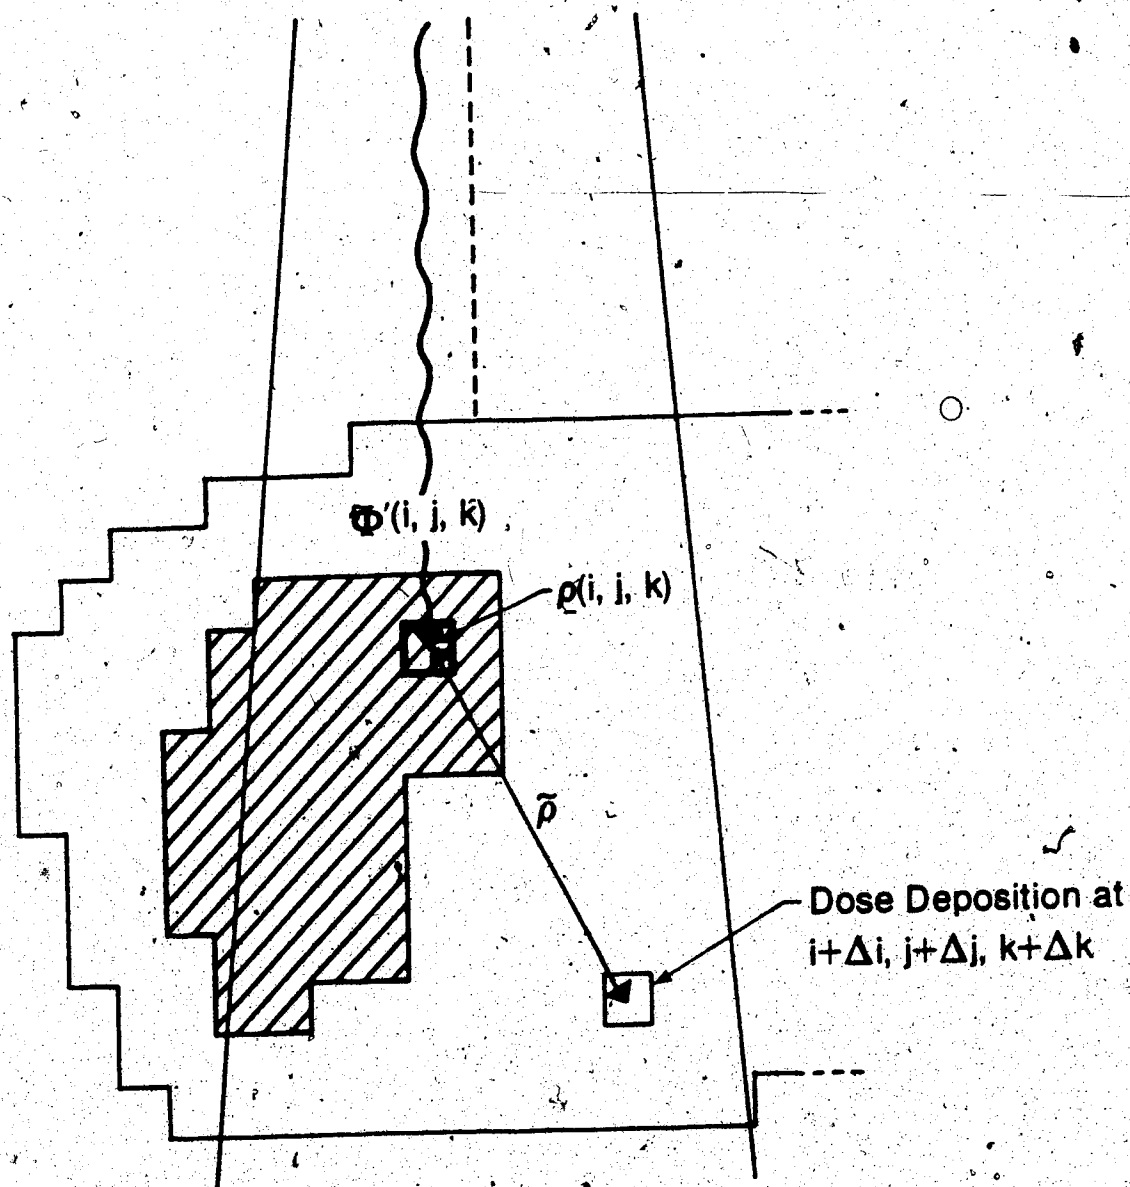 Φ'(i, j, k)
ρ(i, j, k)
ρ̃
Dose Deposition at
i+Δi, j+Δj, k+Δk